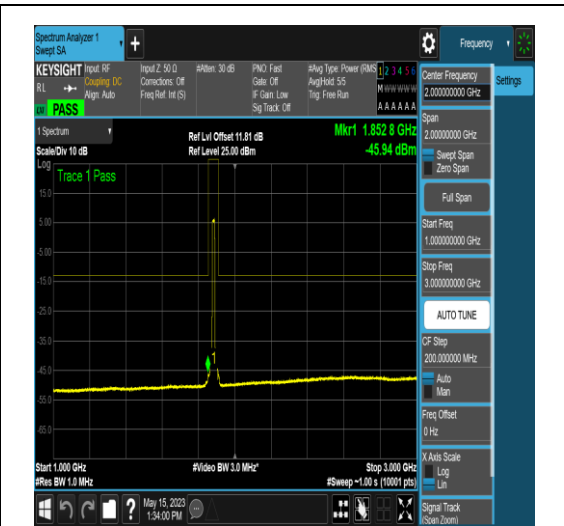 Spectrum Analyzer 1
Swept SA
+
Frequency
KEYSIGHT
RL
PASS
Input: RF
Coupling: DC
Align: Auto
Input Z: 50 Ω
Corrections: Off
Freq Ref: Int (S)
#Atten: 30 dB
PNO: Fast
Gate: Off
IF Gain: Low
Sig Track: Off
#Avg Type: Power (RMS
Avg|Hold: 5/5
Trig: Free Run
1 2 3 4 5 6
M W W W W W
A A A A A A
1 Spectrum
Scale/Div 10 dB
Log
Ref Lvl Offset 11.81 dB
Ref Level 25.00 dBm
Mkr1 1.852 8 GHz
-45.94 dBm
Trace 1 Pass
15.0
5.00
-5.00
-15.0
-25.0
-35.0
-45.0
-55.0
-65.0
Start 1.000 GHz
#Res BW 1.0 MHz
#Video BW 3.0 MHz*
Stop 3.000 GHz
#Sweep ~1.00 s (10001 pts)
May 15, 2023
1:34:00 PM
Center Frequency
2.000000000 GHz
Settings
Span
2.00000000 GHz
Swept Span
Zero Span
Full Span
Start Freq
1.000000000 GHz
Stop Freq
3.000000000 GHz
AUTO TUNE
CF Step
200.000000 MHz
Auto
Man
Freq Offset
0 Hz
X Axis Scale
Log
Lin
Signal Track
(Span Zoom)